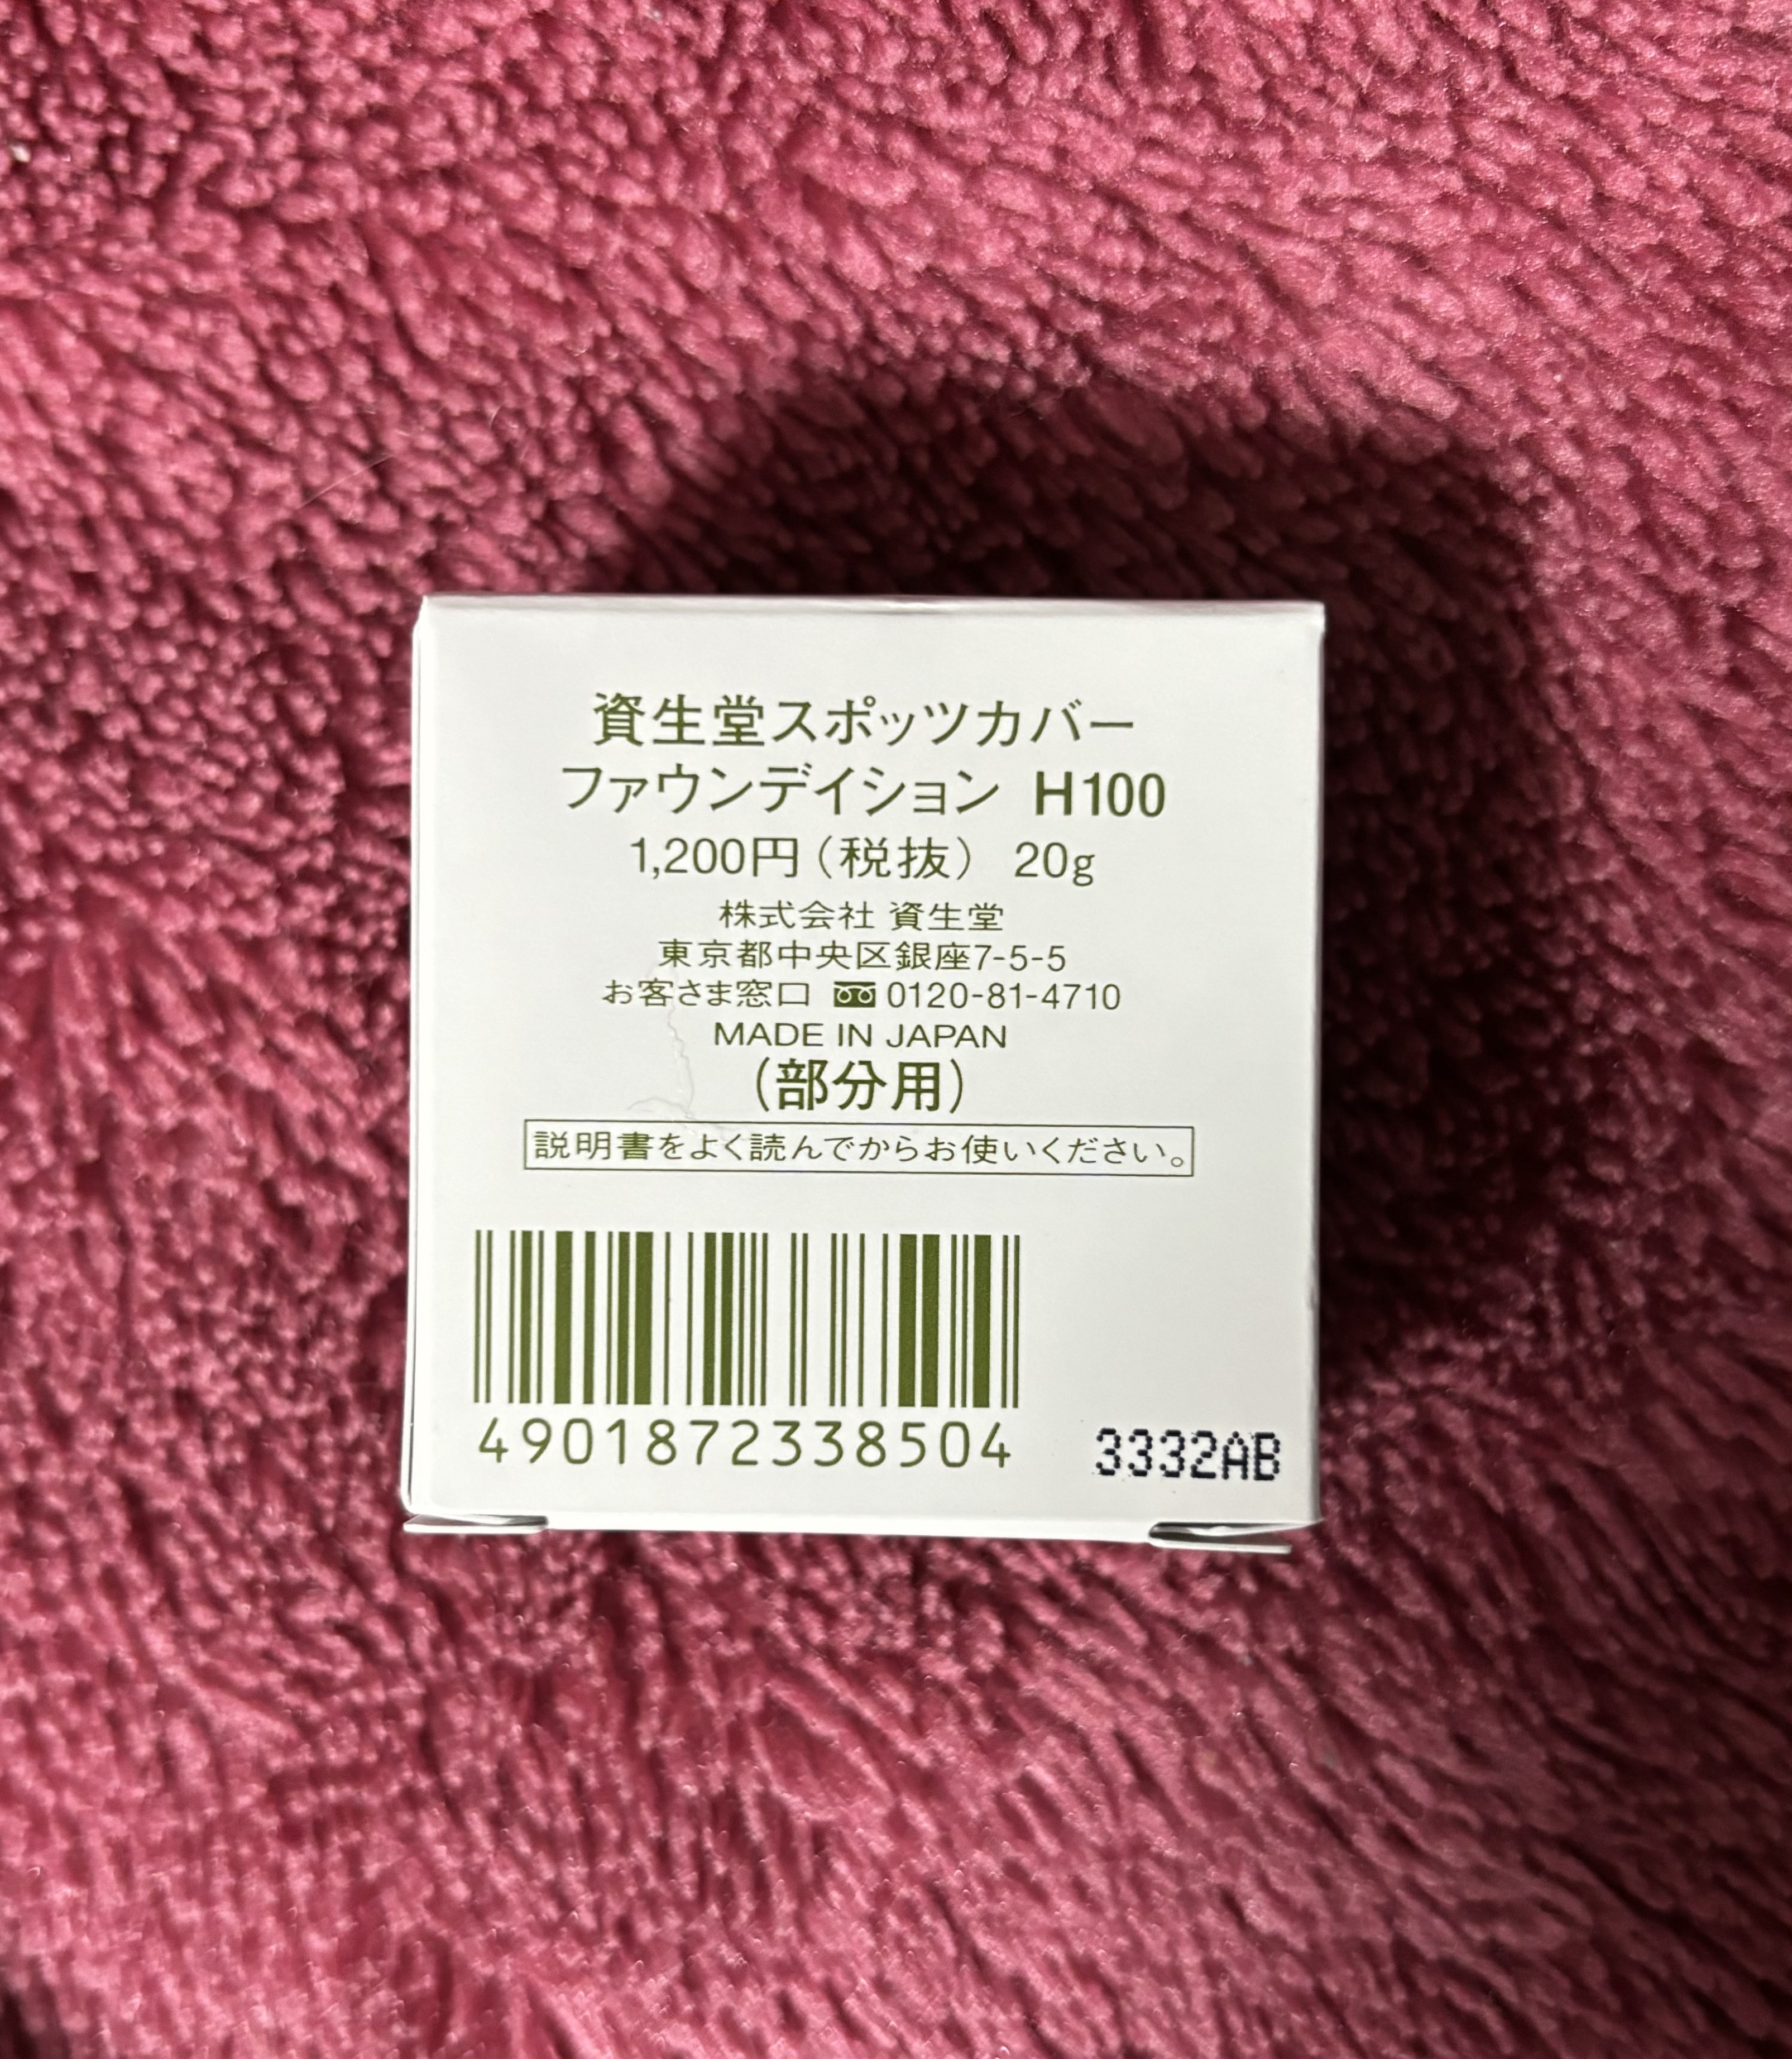 資生堂スポッツカバー
ファウンデイション H100
1,200円（税抜） 20g
株式会社 資生堂
東京都中央区銀座7-5-5
お客さま窓口 0120-81-4710
MADE IN JAPAN
（部分用）
説明書をよく読んでからお使いください。
4901872338504
3332AB